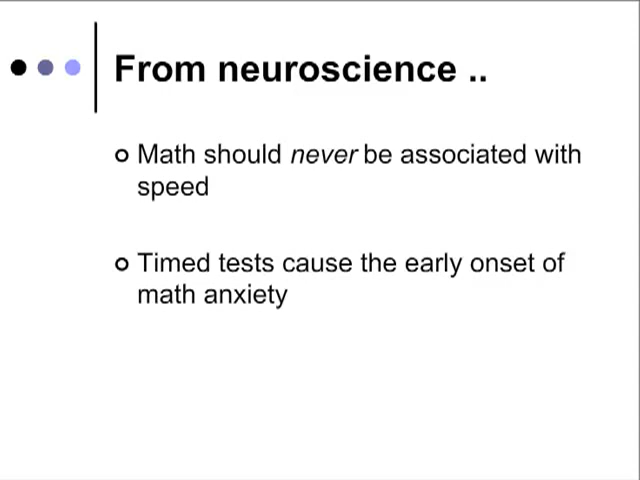 From neuroscience ..
Math should never be associated with
speed
Timed tests cause the early onset of
math anxiety